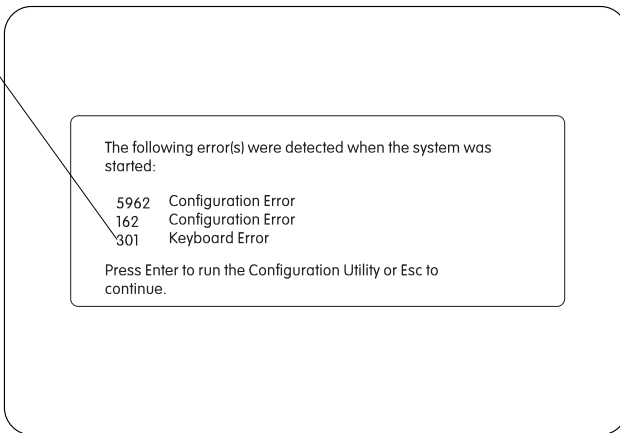 The following error(s) were detected when the system was
started:
5962 Configuration Error
162 Configuration Error
301 Keyboard Error
Press Enter to run the Configuration Utility or Esc to
continue.